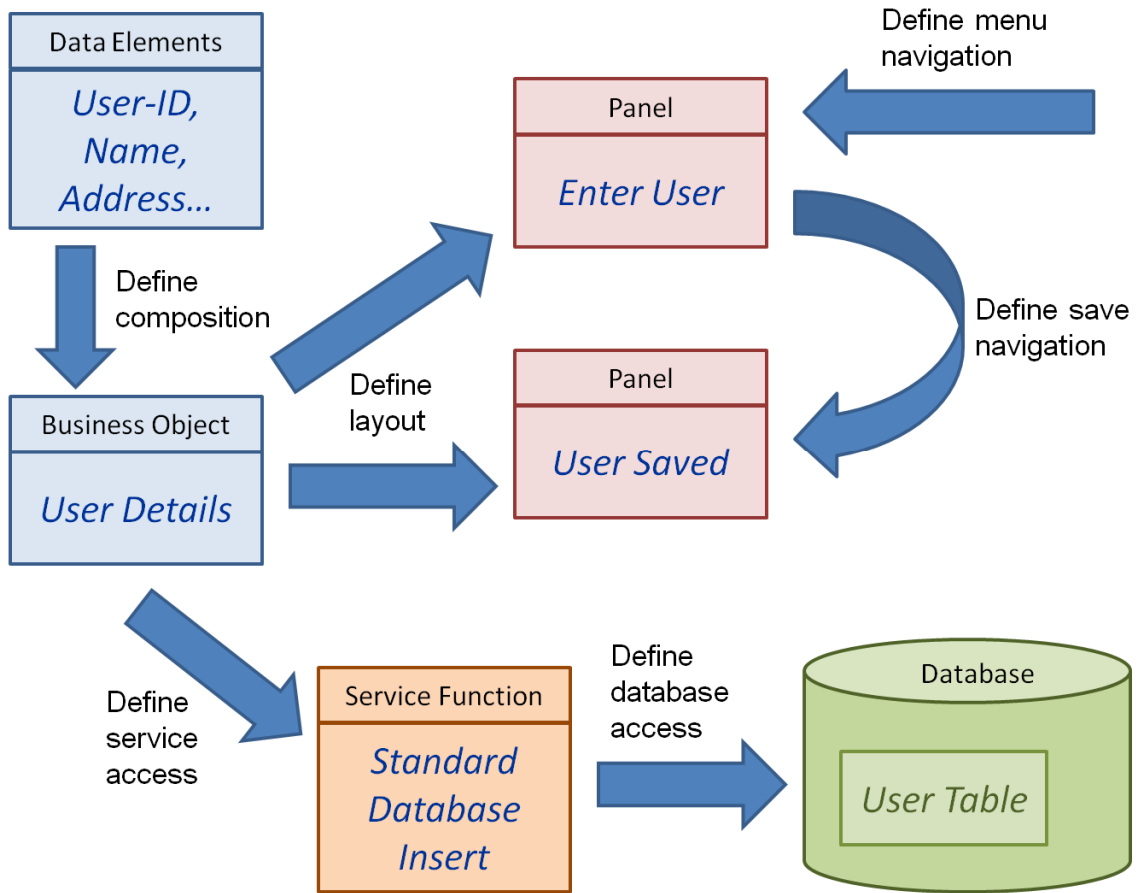 Data Elements
User-ID,
Name,
Address...
Define menu
navigation
Panel
Enter User
Define
composition
Define save
navigation
Business Object
User Details
Define
layout
Panel
User Saved
Define
service
access
Service Function
Standard
Database
Insert
Define
database
access
Database
User Table